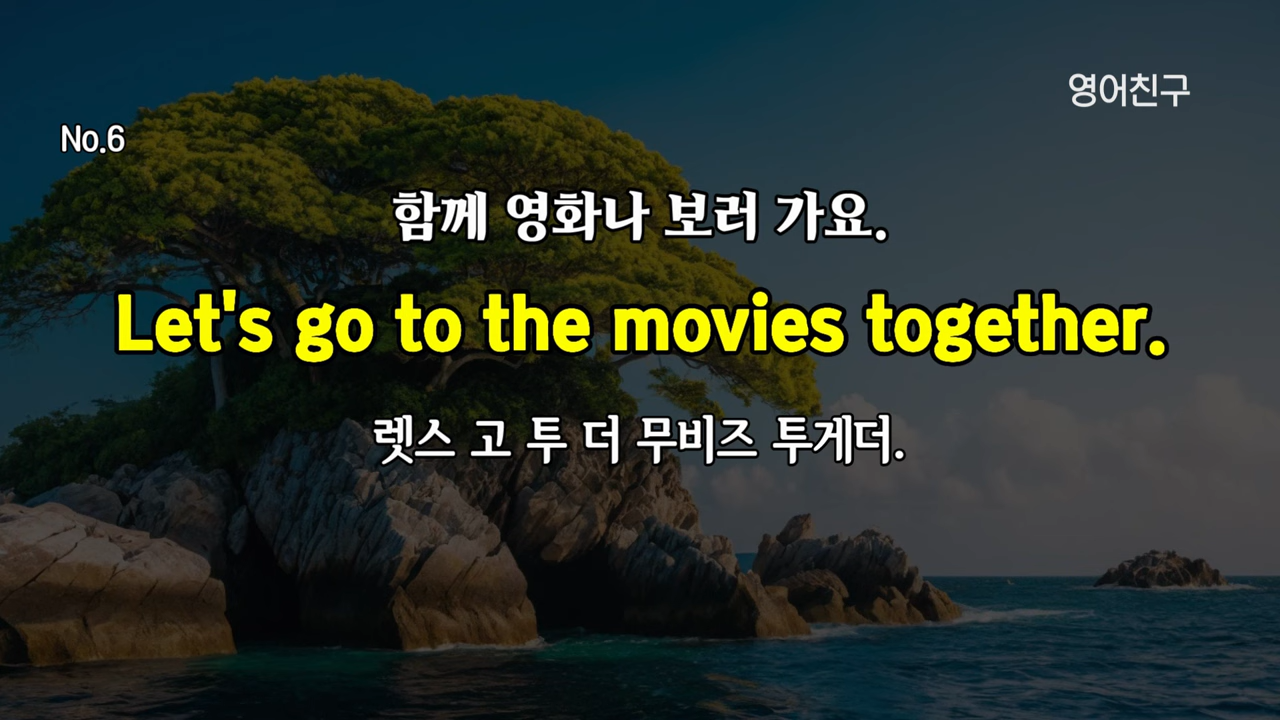 영어친구
No.6
함께 영화나 보러 가요.
Let's go to the movies together.
렛스 고 투 더 무비즈 투게더.